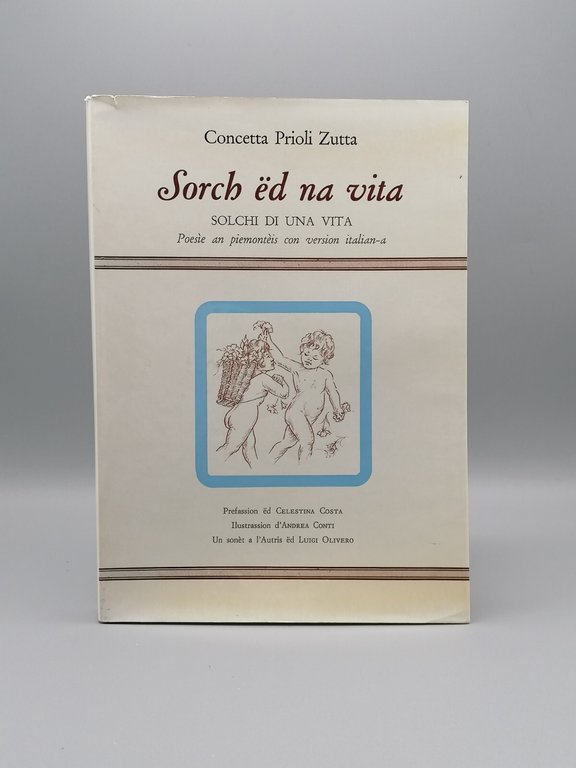 Concetta Prioli Zutta
Sorch ëd na vita
SOLCHI DI UNA VITA
Poesìe an piemontèis con version italian-a
Prefassion ëd CELESTINA COSTA
Ilustrassion d'ANDREA CONTI
Un sonèt a l'Autris ëd LUIGI OLIVERO